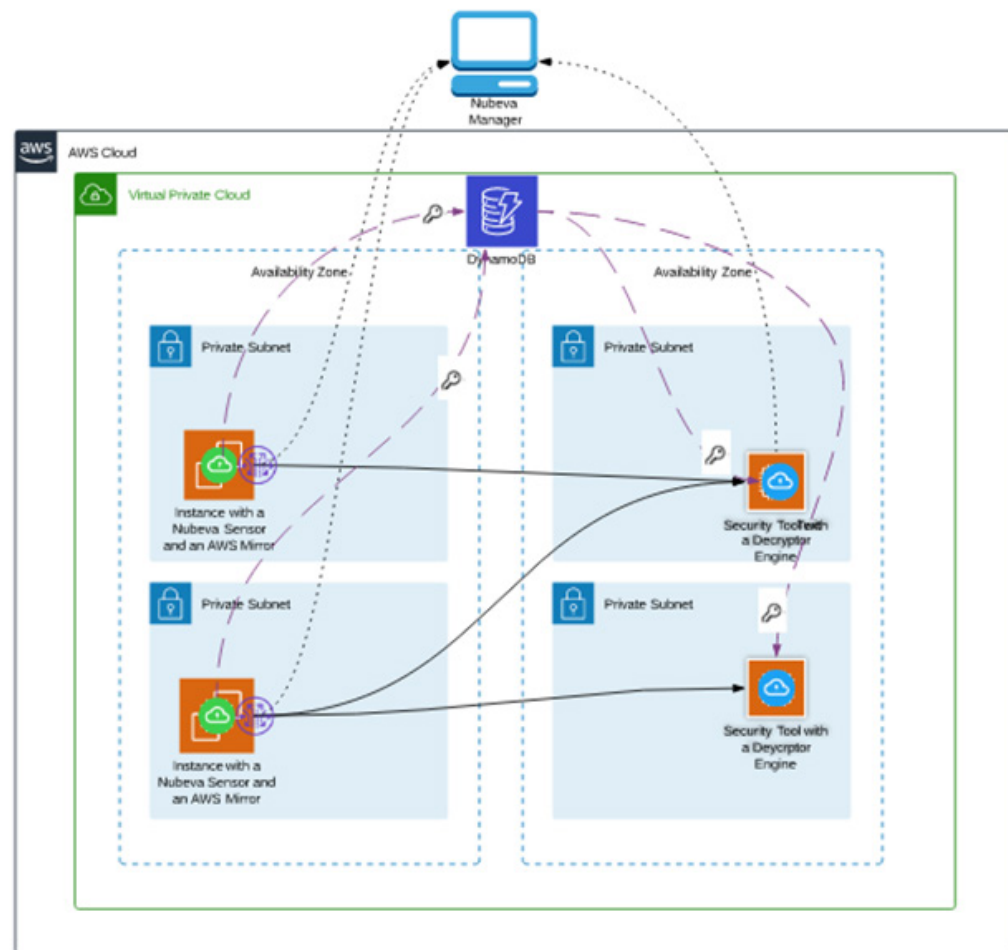 Nubeva
Manager
aws
AWS Cloud
Virtual Private Cloud
DynamoDB
Availability Zone
Availability Zone
Private Subnet
Private Subnet
Instance with a
Nubeva Sensor
and an AWS Mirror
Security Tool with
a Decryptor
Engine
Private Subnet
Private Subnet
Instance with a
Nubeva Sensor and
an AWS Mirror
Security Tool with
a Deycrptor
Engine